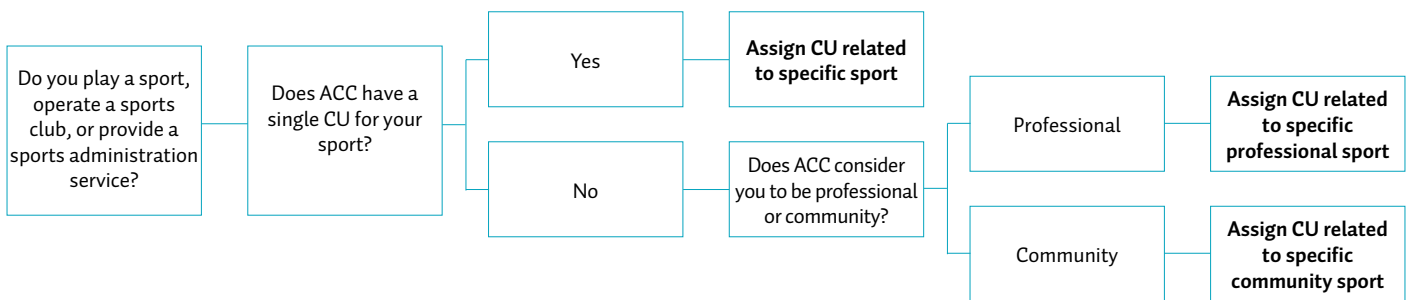 Do you play a sport,
operate a sports
club, or provide a
sports administration
service?
Does ACC have a
single CU for your
sport?
Yes
Assign CU related
to specific sport
No
Does ACC consider
you to be professional
or community?
Professional
Assign CU related
to specific
professional sport
Community
Assign CU related
to specific
community sport